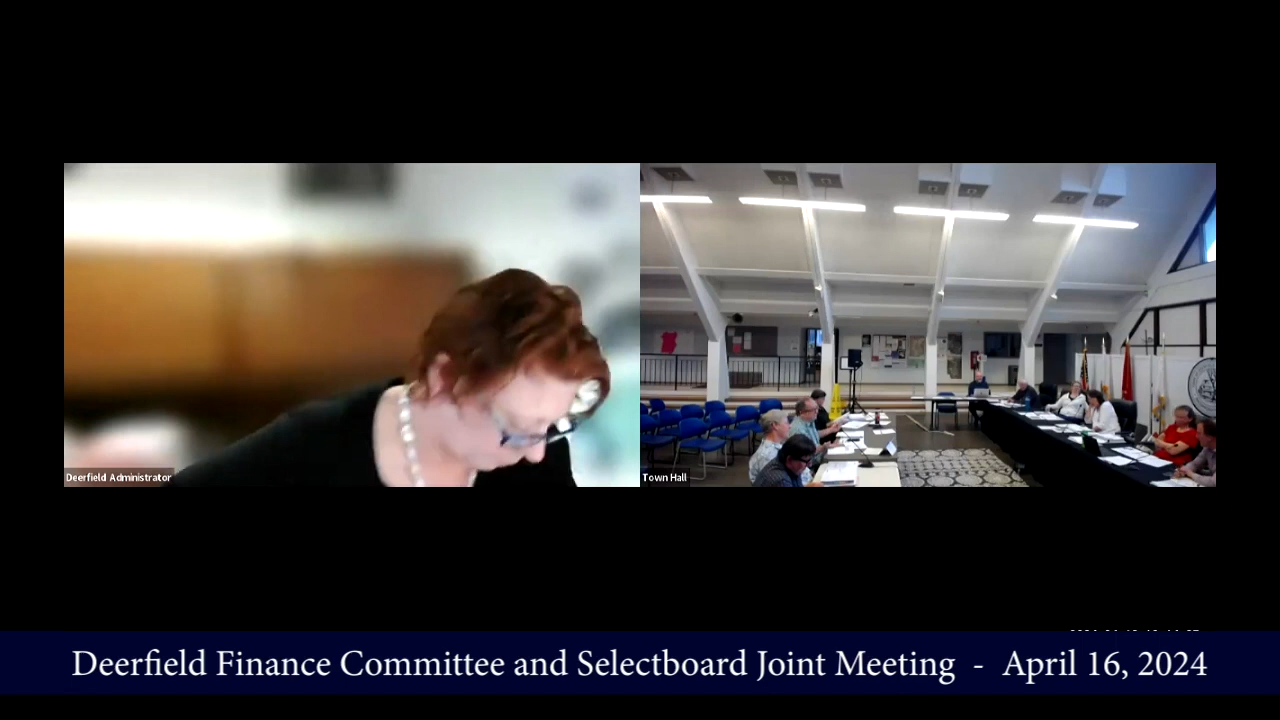 Deerfield Administrator
Town Hall
Deerfield Finance Committee and Selectboard Joint Meeting - April 16, 2024